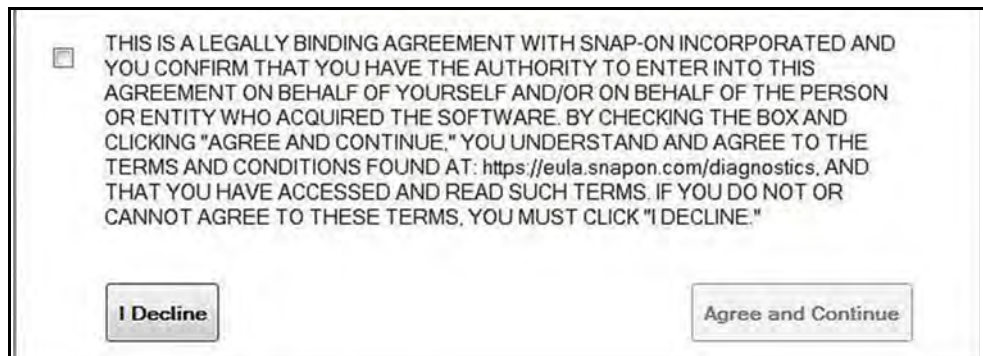 THIS IS A LEGALLY BINDING AGREEMENT WITH SNAP-ON INCORPORATED AND
YOU CONFIRM THAT YOU HAVE THE AUTHORITY TO ENTER INTO THIS
AGREEMENT ON BEHALF OF YOURSELF AND/OR ON BEHALF OF THE PERSON
OR ENTITY WHO ACQUIRED THE SOFTWARE. BY CHECKING THE BOX AND
CLICKING "AGREE AND CONTINUE," YOU UNDERSTAND AND AGREE TO THE
TERMS AND CONDITIONS FOUND AT: https://eula.snapon.com/diagnostics, AND
THAT YOU HAVE ACCESSED AND READ SUCH TERMS. IF YOU DO NOT OR
CANNOT AGREE TO THESE TERMS, YOU MUST CLICK "I DECLINE."
I Decline
Agree and Continue